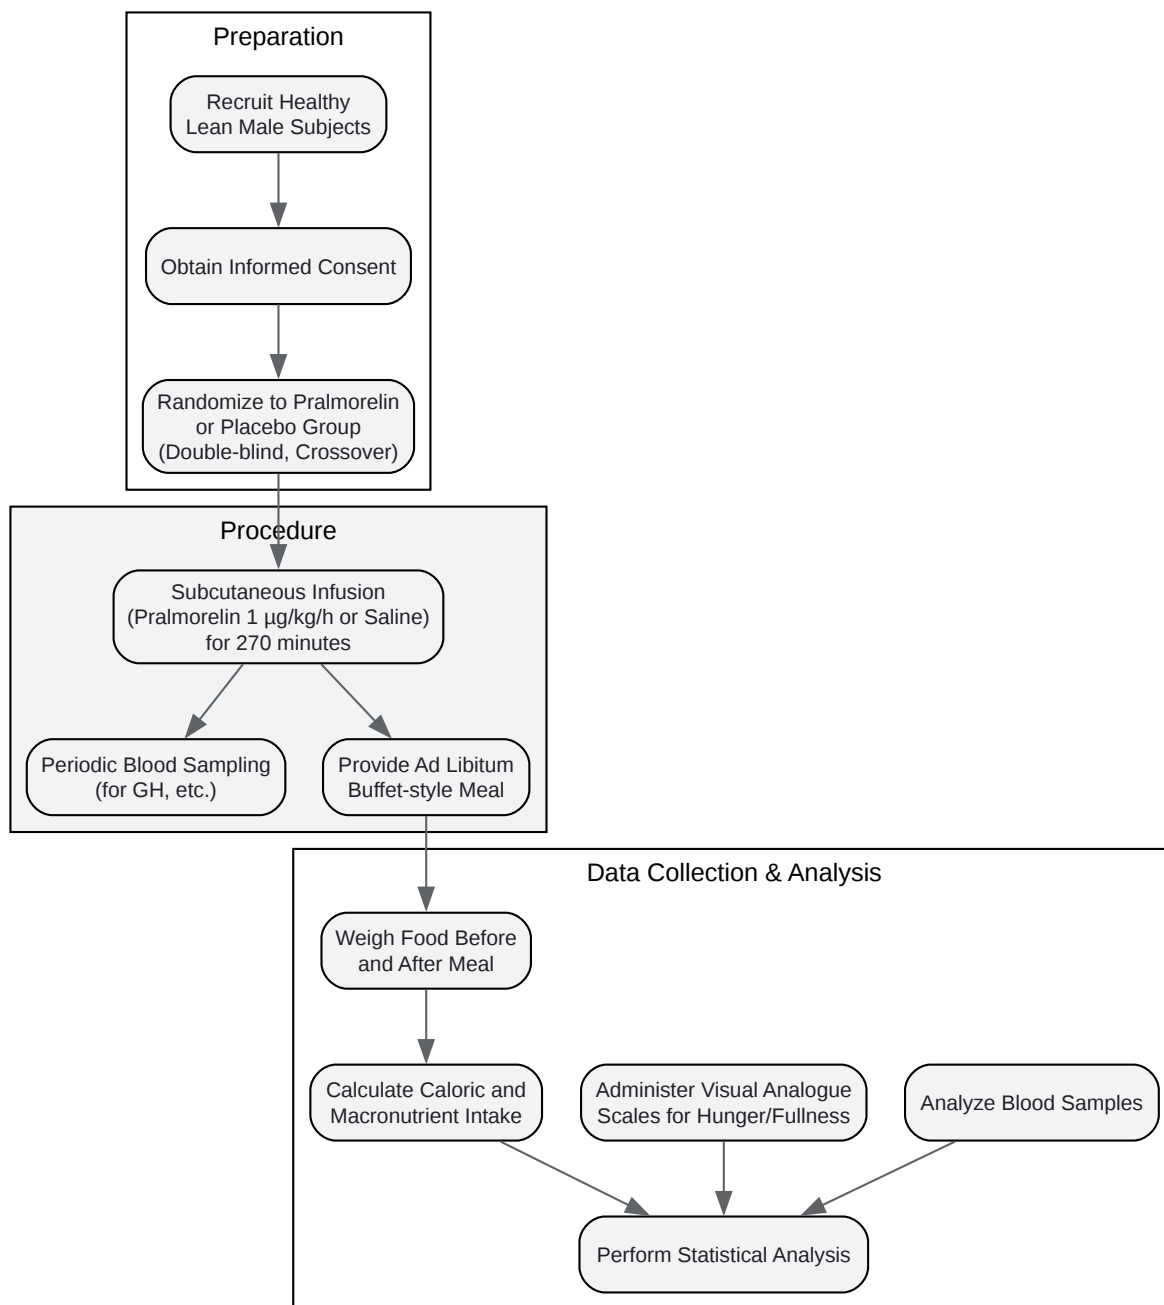 Preparation
Recruit Healthy
Lean Male Subjects
Obtain Informed Consent
Randomize to Pralmorelin
or Placebo Group
(Double-blind, Crossover)
Procedure
Subcutaneous Infusion
(Pralmorelin 1 µg/kg/h or Saline)
for 270 minutes
Periodic Blood Sampling
(for GH, etc.)
Provide Ad Libitum
Buffet-style Meal
Data Collection & Analysis
Weigh Food Before
and After Meal
Calculate Caloric and
Macronutrient Intake
Administer Visual Analogue
Scales for Hunger/Fullness
Analyze Blood Samples
Perform Statistical Analysis